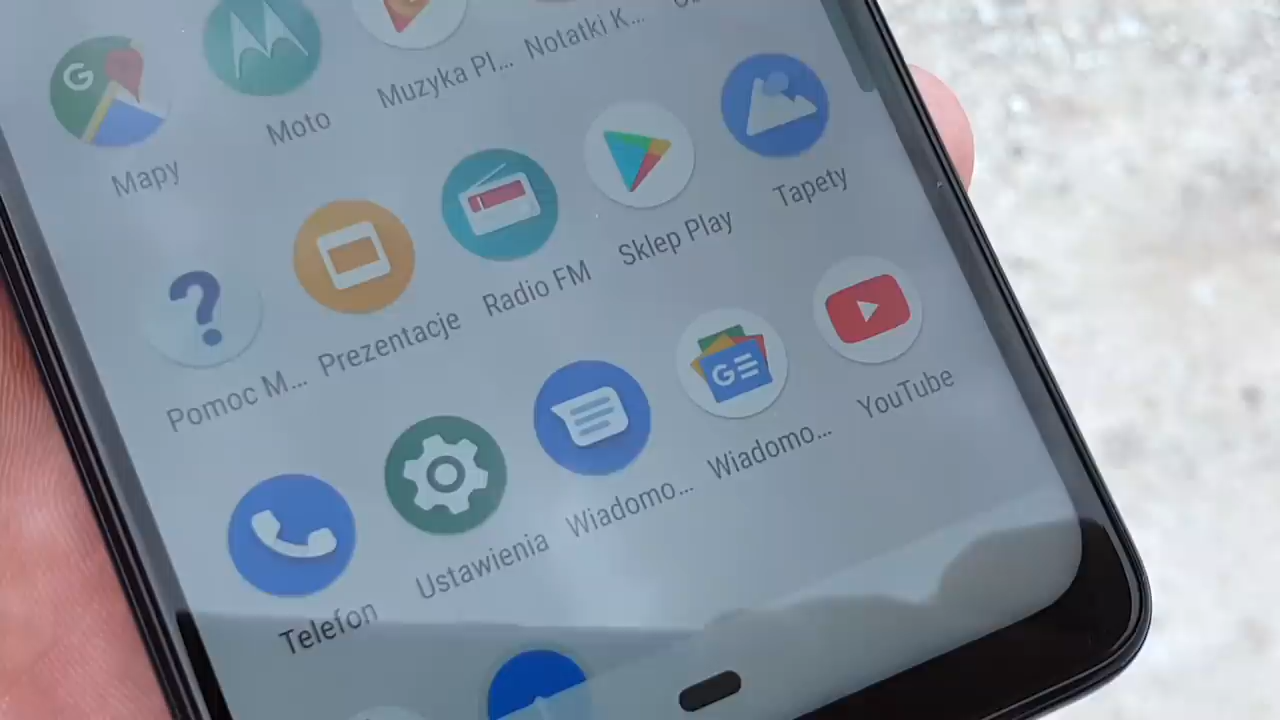 Mapy
Moto
Muzyka Pl...
Notatki K...
Pomoc M...
Prezentacje
Radio FM
Sklep Play
Tapety
Telefon
Ustawienia
Wiadomo...
Wiadomo...
YouTube